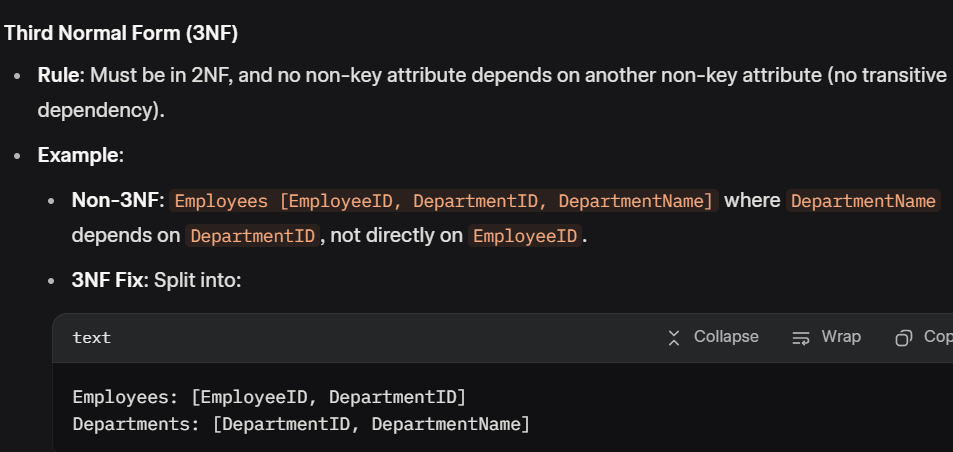 Third Normal Form (3NF)
• Rule: Must be in 2NF, and no non-key attribute depends on another non-key attribute (no transitive
dependency).
• Example:
• Non-3NF: Employees [EmployeeID, DepartmentID, DepartmentName] where DepartmentName
depends on DepartmentID, not directly on EmployeeID.
• 3NF Fix: Split into:
text Collapse Wrap Cop
Employees: [EmployeeID, DepartmentID]
Departments: [DepartmentID, DepartmentName]